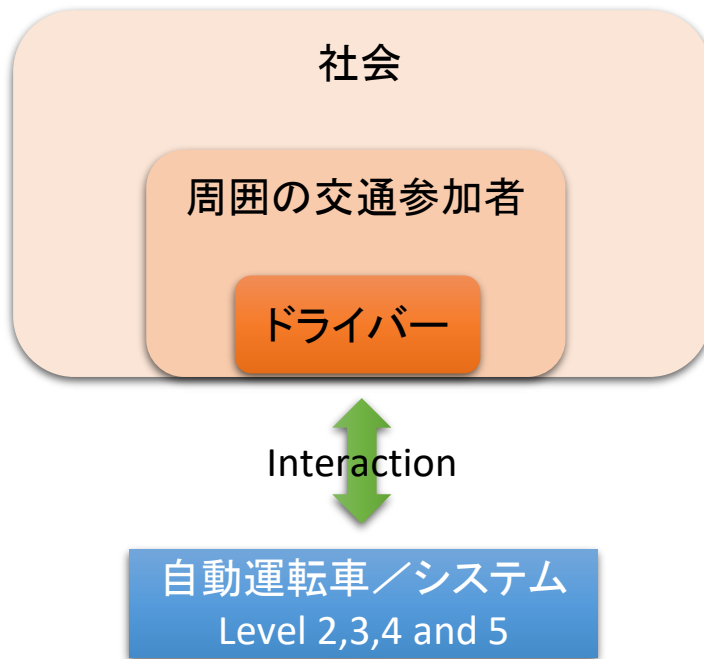 社会
周囲の交通参加者
ドライバー
Interaction
自動運転車／システム
Level 2,3,4 and 5